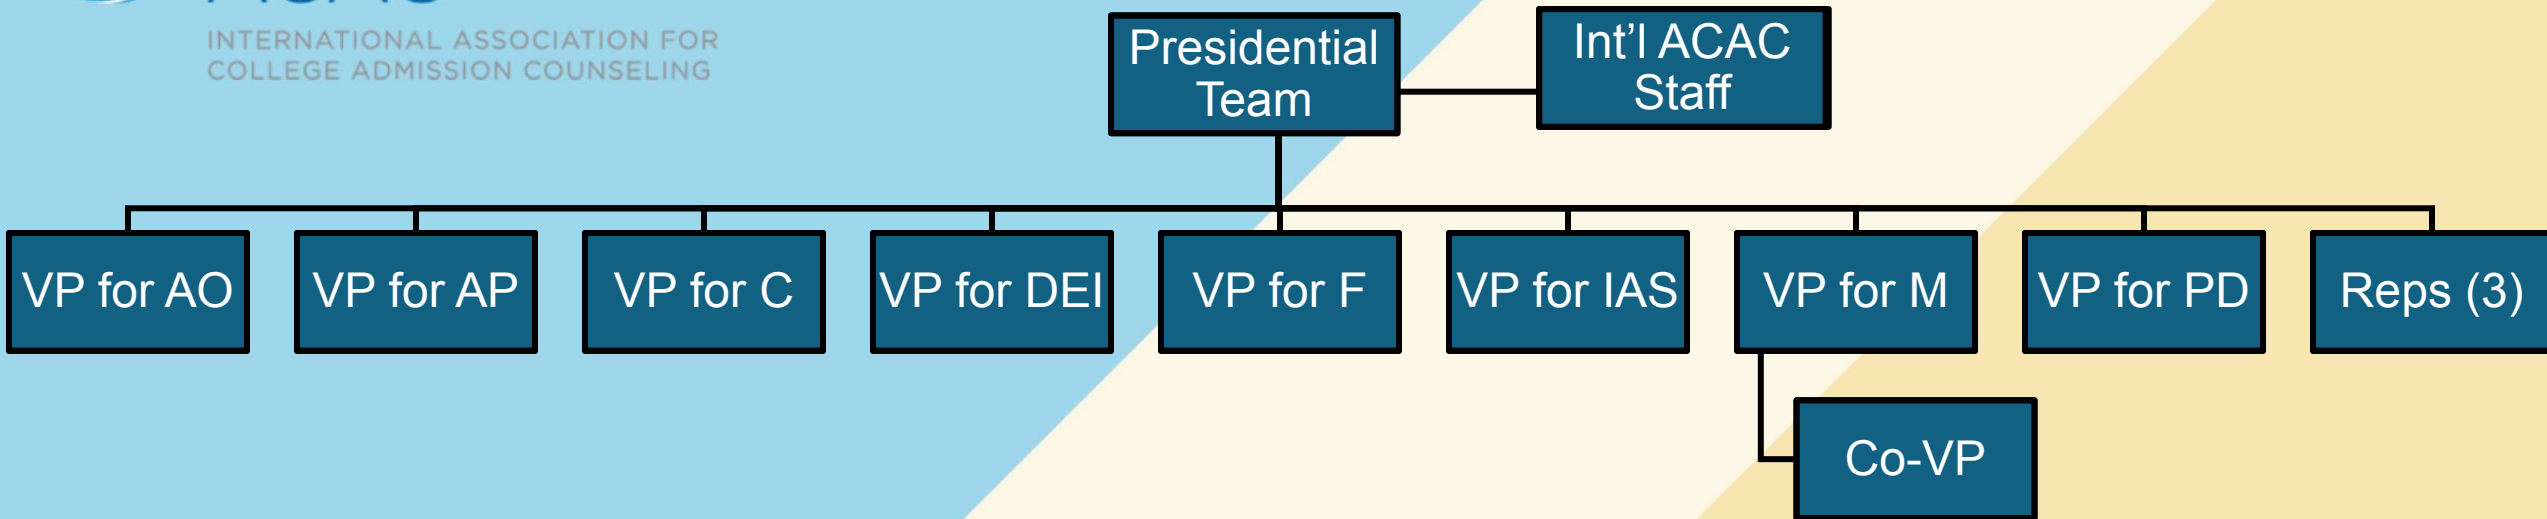 INTERNATIONAL ASSOCIATION FOR
COLLEGE ADMISSION COUNSELING
Presidential
Team
Int'l ACAC
Staff
VP for AO
VP for AP
VP for C
VP for DEI
VP for F
VP for IAS
VP for M
VP for PD
Reps (3)
Co-VP